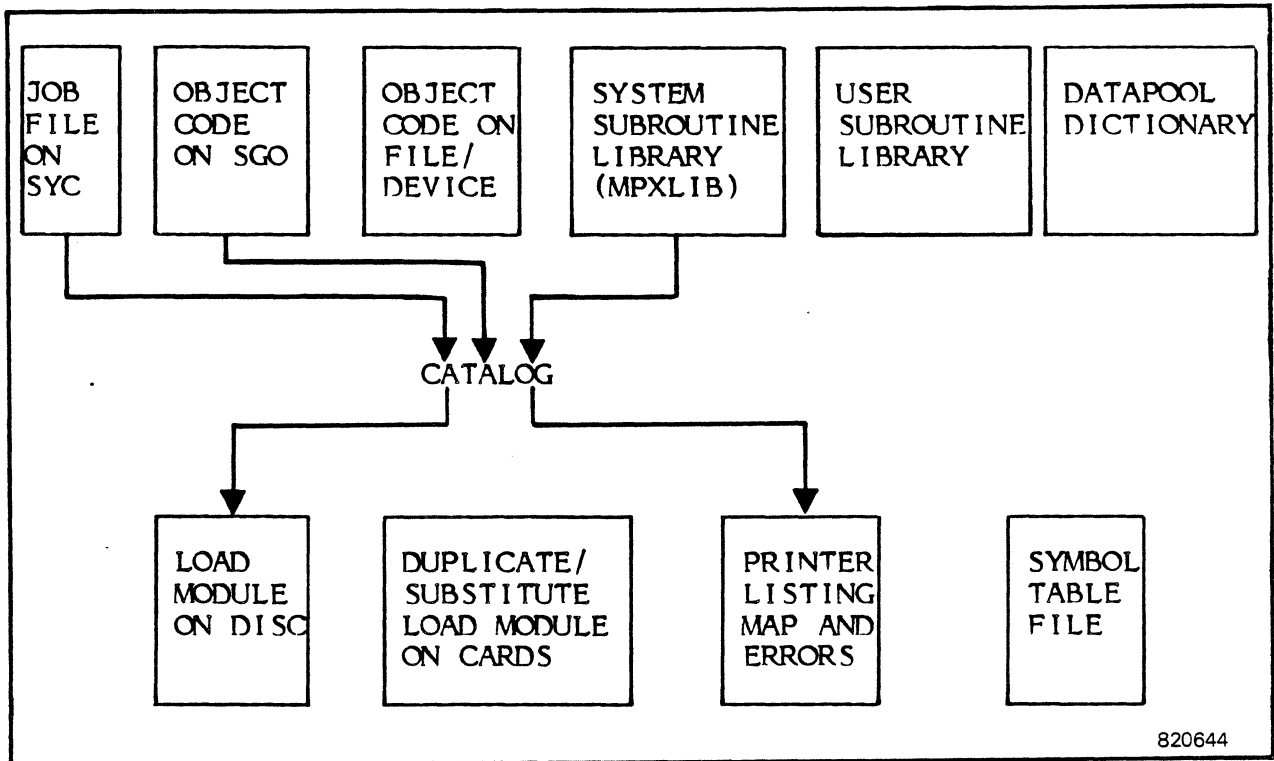 JOB
FILE
ON
SYC
OBJECT
CODE
ON SGO
OBJECT
CODE ON
FILE/
DEVICE
SYSTEM
SUBROUTINE
LIBRARY
(MPXLIB)
USER
SUBROUTINE
LIBRARY
DATAPOOL
DICTIONARY
CATALOG
LOAD
MODULE
ON DISC
DUPLICATE/
SUBSTITUTE
LOAD MODULE
ON CARDS
PRINTER
LISTING
MAP AND
ERRORS
SYMBOL
TABLE
FILE
820644